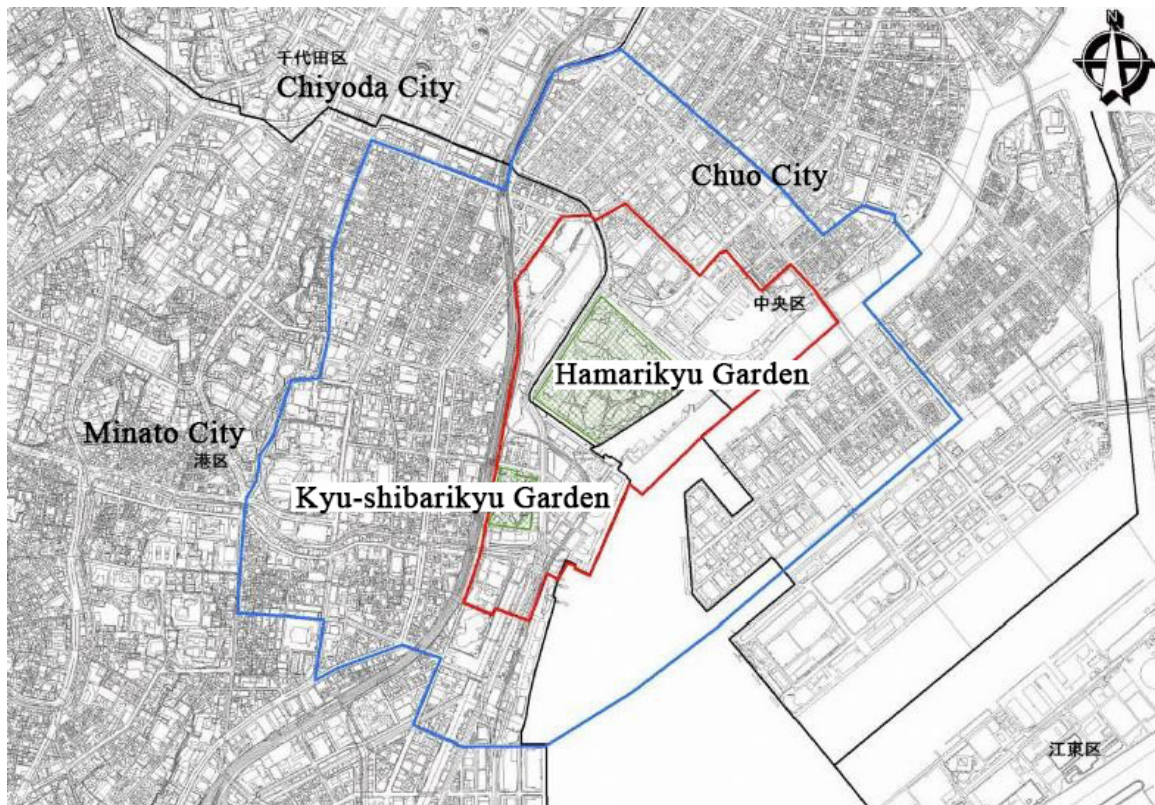 N
千代田区
Chiyoda City
Chuo City
中央区
Hamarikyu Garden
Minato City
港区
Kyu-shibarikyu Garden
江東区